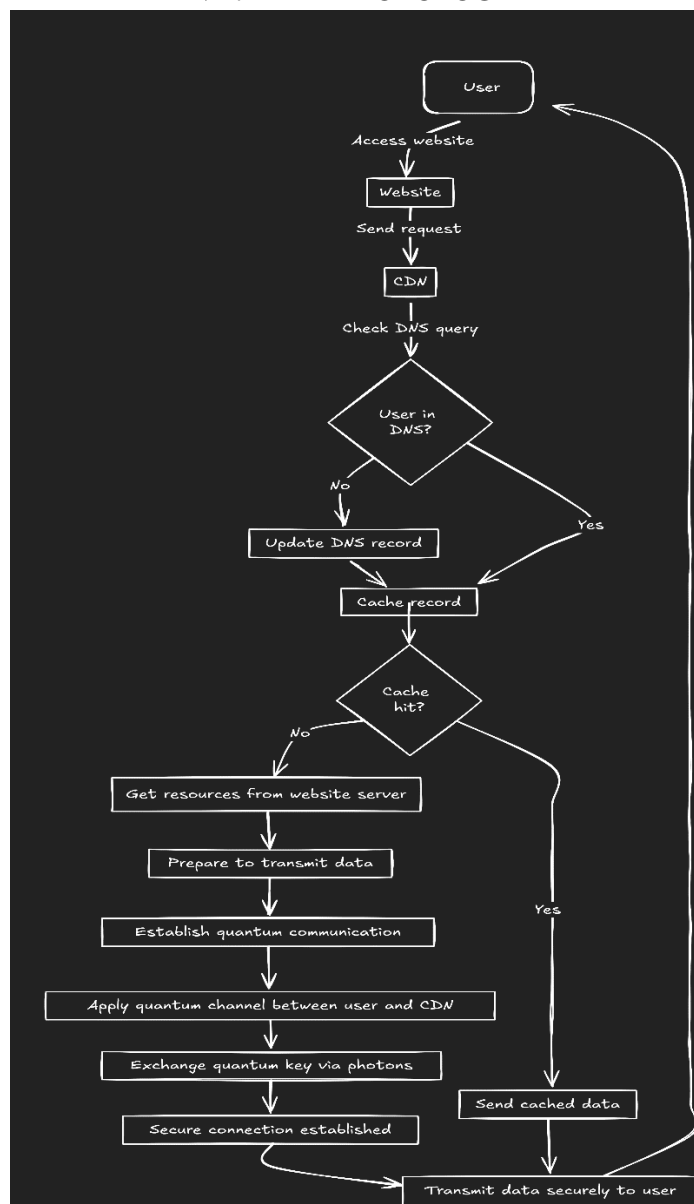 User
Access website
Website
Send request
CDN
Check DNS query
User in
DNS?
No
Yes
Update DNS record
Cache record
Cache
hit?
No
Get resources from website server
Prepare to transmit data
Yes
Establish quantum communication
Apply quantum channel between user and CDN
Exchange quantum key via photons
Send cached data
Secure connection established
Transmit data securely to user